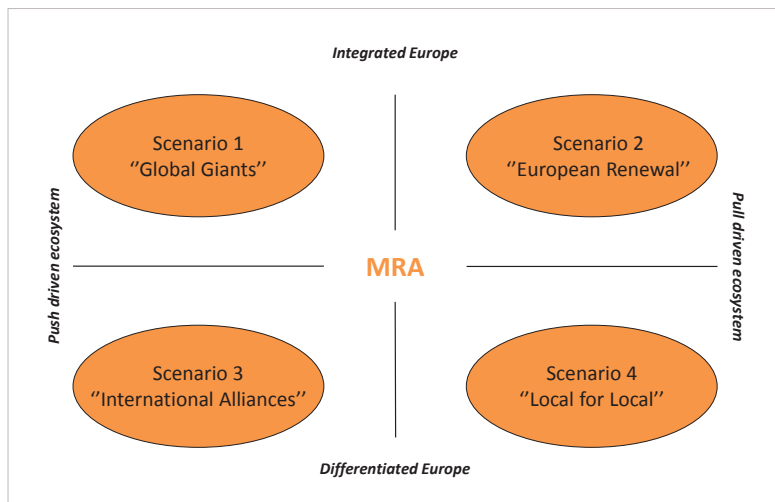 Integrated Europe
Scenario 1
‘’Global Giants’’
Scenario 2
‘’European Renewal’’
Push driven ecosystem
MRA
Pull driven ecosystem
Scenario 3
‘’International Alliances’’
Scenario 4
‘’Local for Local’’
Differentiated Europe